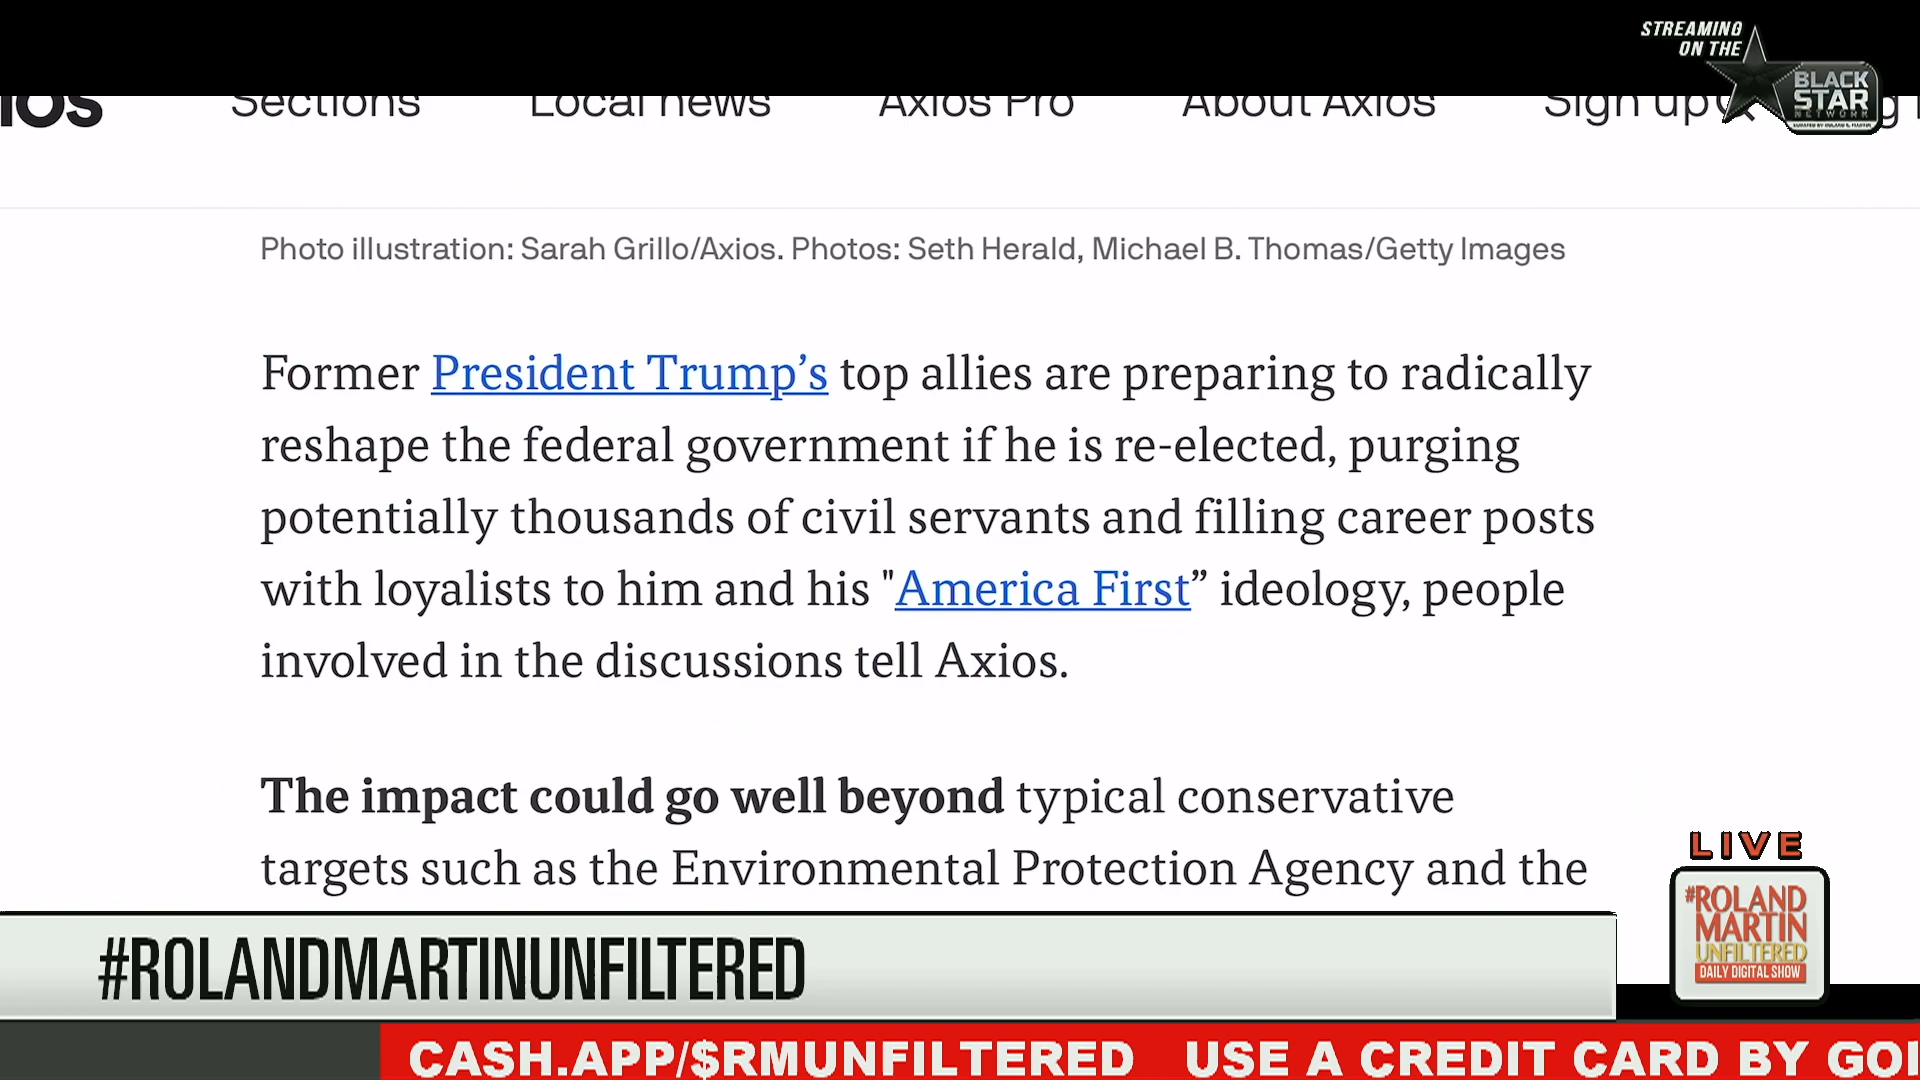 STREAMING
ON THE
BLACK
STAR
NETWORK
ios Sections Local news Axios Pro About Axios Sign up
Photo illustration: Sarah Grillo/Axios. Photos: Seth Herald, Michael B. Thomas/Getty Images
Former President Trump’s top allies are preparing to radically
reshape the federal government if he is re-elected, purging
potentially thousands of civil servants and filling career posts
with loyalists to him and his "America First” ideology, people
involved in the discussions tell Axios.
The impact could go well beyond typical conservative
targets such as the Environmental Protection Agency and the
LIVE
#ROLAND
MARTIN
UNFILTERED
DAILY DIGITAL SHOW
#ROLANDMARTINUNFILTERED
CASH.APP/$RMUNFILTERED USE A CREDIT CARD BY GOI